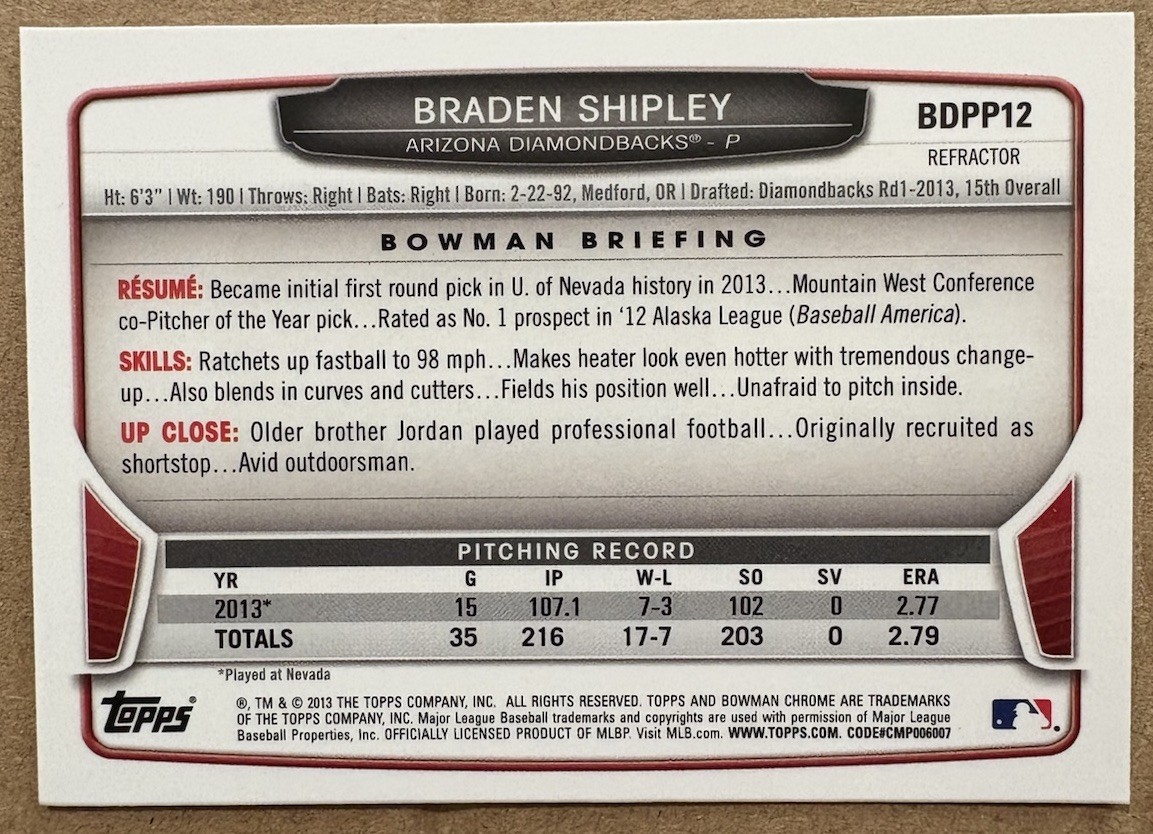 BRADEN SHIPLEY
ARIZONA DIAMONDBACKS® - P
BDPP12
REFRACTOR
Ht: 6'3" | Wt: 190 | Throws: Right | Bats: Right | Born: 2-22-92, Medford, OR | Drafted: Diamondbacks Rd1-2013, 15th Overall
BOWMAN BRIEFING
RÉSUMÉ: Became initial first round pick in U. of Nevada history in 2013...Mountain West Conference
co-Pitcher of the Year pick...Rated as No. 1 prospect in '12 Alaska League (Baseball America).
SKILLS: Ratchets up fastball to 98 mph...Makes heater look even hotter with tremendous change-
up...Also blends in curves and cutters...Fields his position well...Unafraid to pitch inside.
UP CLOSE: Older brother Jordan played professional football...Originally recruited as
shortstop...Avid outdoorsman.
PITCHING RECORD
YR G IP W-L SO SV ERA
2013* 15 107.1 7-3 102 0 2.77
TOTALS 35 216 17-7 203 0 2.79
*Played at Nevada
Topps®
®, TM & © 2013 THE TOPPS COMPANY, INC. ALL RIGHTS RESERVED. TOPPS AND BOWMAN CHROME ARE TRADEMARKS
OF THE TOPPS COMPANY, INC. Major League Baseball trademarks and copyrights are used with permission of Major League
Baseball Properties, Inc. OFFICIALLY LICENSED PRODUCT OF MLBP. Visit MLB.com. WWW.TOPPS.COM. CODE#CMP006007